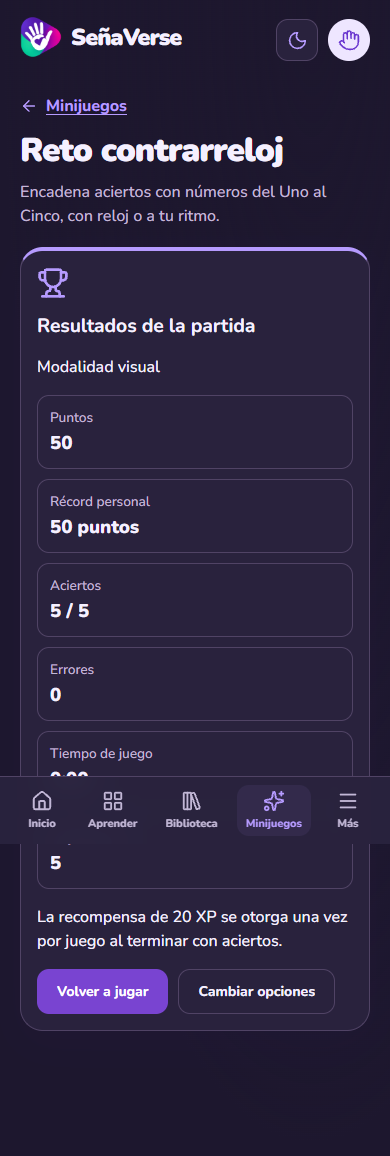 SeñaVerse
Minijuegos
Reto contrarreloj
Encadena aciertos con números del Uno al
Cinco, con reloj o a tu ritmo.
Resultados de la partida
Modalidad visual
Puntos
50
Récord personal
50 puntos
Aciertos
5 / 5
Errores
0
Tiempo de juego
Inicio
Aprender
Biblioteca
Minijuegos
Más
5
La recompensa de 20 XP se otorga una vez
por juego al terminar con aciertos.
Volver a jugar
Cambiar opciones